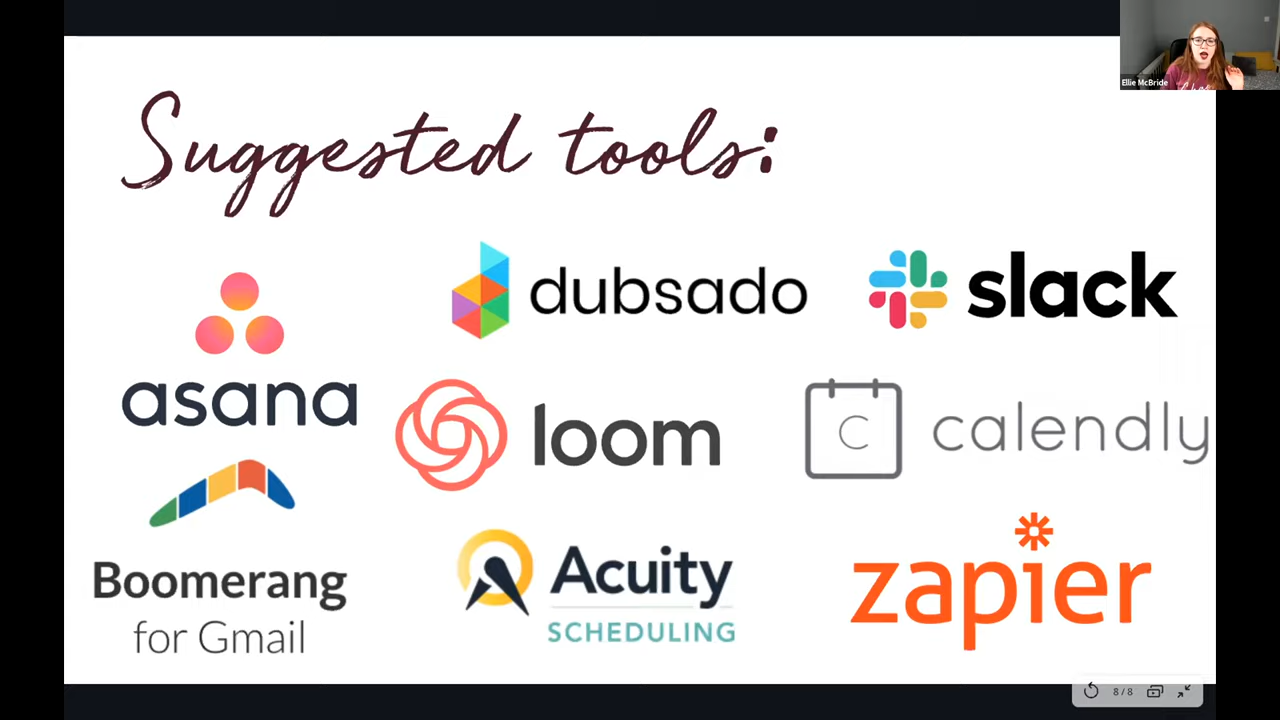 Ellie McBride
Suggested tools:
asana
dubsado
slack
loom
C
calendly
Boomerang
for Gmail
Acuity
SCHEDULING
zapier
8/8